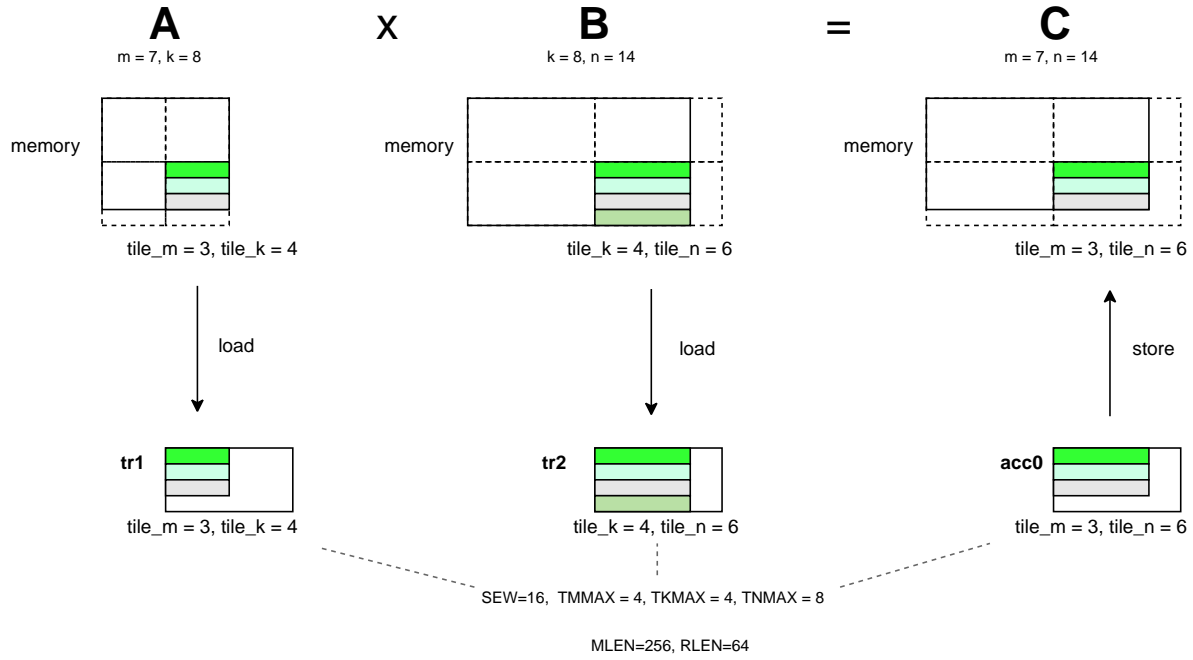 A x B = C
m = 7, k = 8 k = 8, n = 14 m = 7, n = 14
memory memory memory
tile_m = 3, tile_k = 4 tile_k = 4, tile_n = 6 tile_m = 3, tile_n = 6
load load store
tr1 tr2 acc0
tile_m = 3, tile_k = 4 tile_k = 4, tile_n = 6 tile_m = 3, tile_n = 6
SEW=16, TMMAX = 4, TKMAX = 4, TNMAX = 8
MLEN=256, RLEN=64